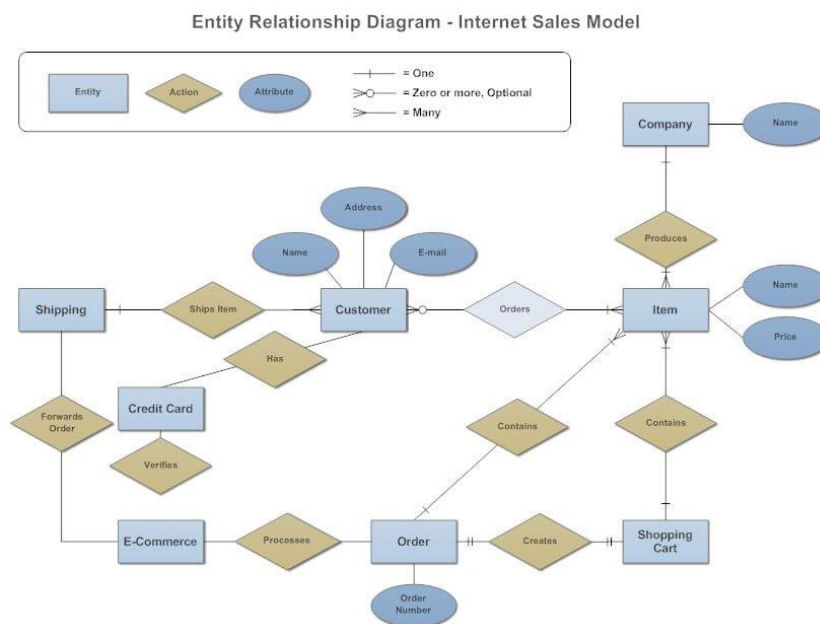 Entity Relationship Diagram - Internet Sales Model
Entity
Action
Attribute
= One
= Zero or more, Optional
= Many
Company
Name
Address
Produces
Name
E-mail
Name
Shipping
Ships Item
Customer
Orders
Item
Price
Has
Credit Card
Forwards
Order
Contains
Contains
Verifies
E-Commerce
Processes
Order
Creates
Shopping
Cart
Order
Number